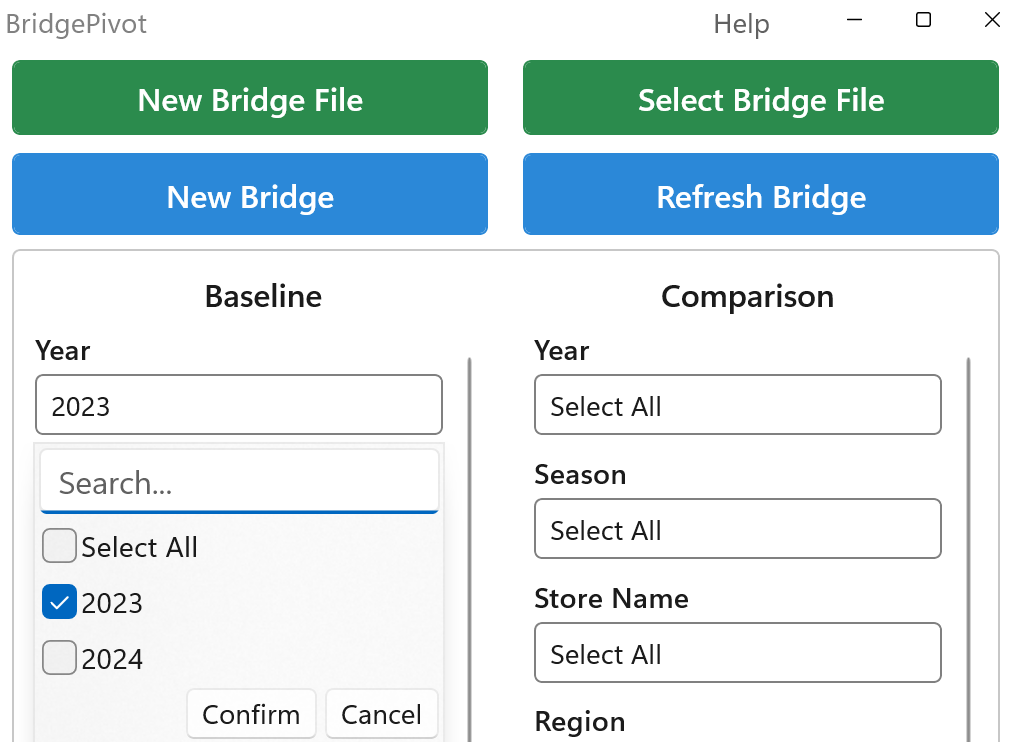 BridgePivot Help
New Bridge File Select Bridge File
New Bridge Refresh Bridge
Baseline
Year
2023
Search...
Select All
2023
2024
Confirm Cancel
Comparison
Year
Select All
Season
Select All
Store Name
Select All
Region